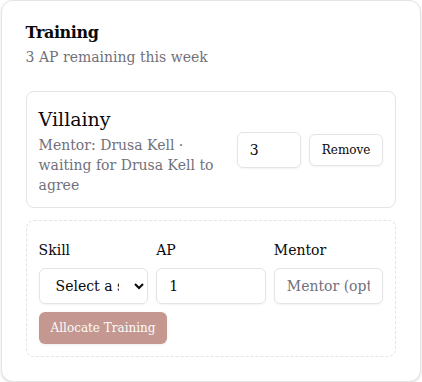 Training
3 AP remaining this week
Villainy
Mentor: Drusa Kell ·
waiting for Drusa Kell to
agree
3
Remove
Skill AP Mentor
Select a s 1 Mentor (opt
Allocate Training